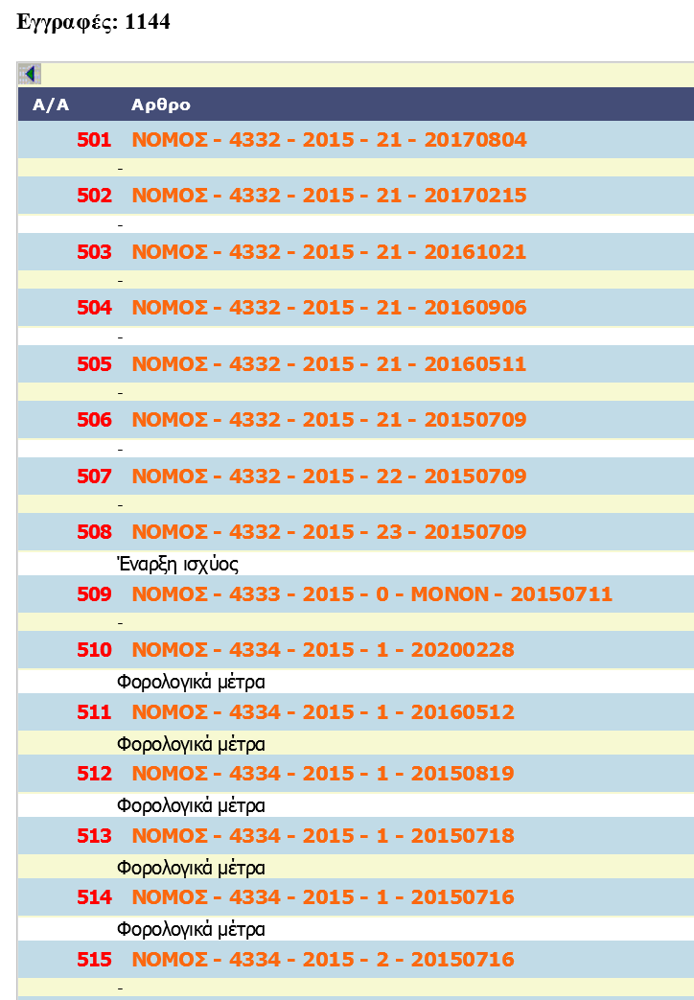 Εγγραφές: 1144
Α/Α Αρθρο
501 ΝΟΜΟΣ - 4332 - 2015 - 21 - 20170804
-
502 ΝΟΜΟΣ - 4332 - 2015 - 21 - 20170215
-
503 ΝΟΜΟΣ - 4332 - 2015 - 21 - 20161021
-
504 ΝΟΜΟΣ - 4332 - 2015 - 21 - 20160906
-
505 ΝΟΜΟΣ - 4332 - 2015 - 21 - 20160511
-
506 ΝΟΜΟΣ - 4332 - 2015 - 21 - 20150709
-
507 ΝΟΜΟΣ - 4332 - 2015 - 22 - 20150709
-
508 ΝΟΜΟΣ - 4332 - 2015 - 23 - 20150709
Έναρξη ισχύος
509 ΝΟΜΟΣ - 4333 - 2015 - 0 - ΜΟΝΟΝ - 20150711
-
510 ΝΟΜΟΣ - 4334 - 2015 - 1 - 20200228
Φορολογικά μέτρα
511 ΝΟΜΟΣ - 4334 - 2015 - 1 - 20160512
Φορολογικά μέτρα
512 ΝΟΜΟΣ - 4334 - 2015 - 1 - 20150819
Φορολογικά μέτρα
513 ΝΟΜΟΣ - 4334 - 2015 - 1 - 20150718
Φορολογικά μέτρα
514 ΝΟΜΟΣ - 4334 - 2015 - 1 - 20150716
Φορολογικά μέτρα
515 ΝΟΜΟΣ - 4334 - 2015 - 2 - 20150716
-